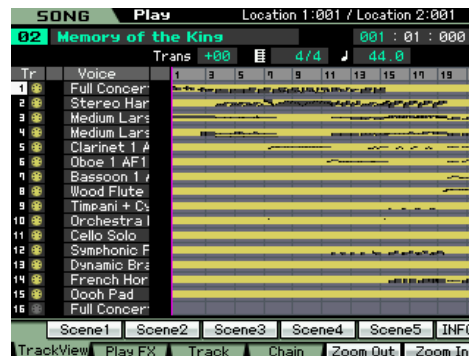 SONG Play Location 1:001 / Location 2:001
02 Memory of the King 001 : 01 : 000
Trans +00 4/4 44.0
Tr Voice 1 3 5 7 9 11 13 15 17 19
1 Full Concer
2 Stereo Har
3 Medium Lars
4 Medium Lars
5 Clarinet 1 A
6 Oboe 1 AF1
7 Bassoon 1 A
8 Wood Flute
9 Timpani + Cy
10 Orchestra
11 Cello Solo
12 Symphonic F
13 Dynamic Bra
14 French Hor
15 Oooh Pad
16 Full Concer
Scene1 Scene2 Scene3 Scene4 Scene5 INFO
TrackView Play FX Track Chain Zoom Out Zoom In